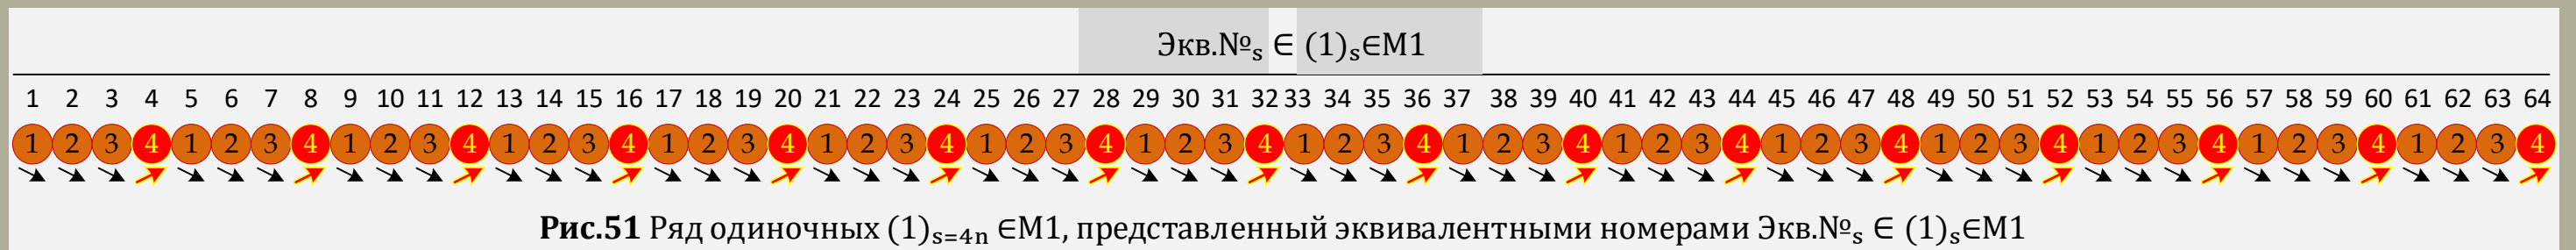 Экв.№ₛ ∈ (1)ₛ∈М1
1 2 3 4 5 6 7 8 9 10 11 12 13 14 15 16 17 18 19 20 21 22 23 24 25 26 27 28 29 30 31 32 33 34 35 36 37 38 39 40 41 42 43 44 45 46 47 48 49 50 51 52 53 54 55 56 57 58 59 60 61 62 63 64
1 2 3 4 1 2 3 4 1 2 3 4 1 2 3 4 1 2 3 4 1 2 3 4 1 2 3 4 1 2 3 4 1 2 3 4 1 2 3 4 1 2 3 4 1 2 3 4 1 2 3 4 1 2 3 4 1 2 3 4 1 2 3 4
Рис.51 Ряд одиночных (1)ₛ₌₄ₙ ∈М1, представленный эквивалентными номерами Экв.№ₛ ∈ (1)ₛ∈М1